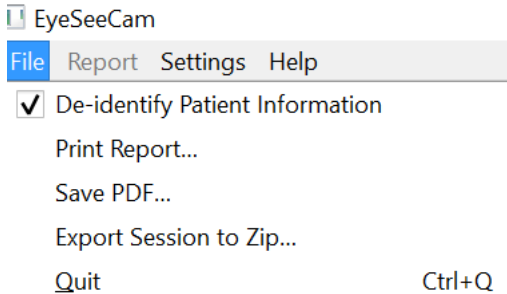 EyeSeeCam
File Report Settings Help
De-identify Patient Information
Print Report...
Save PDF...
Export Session to Zip...
Quit Ctrl+Q